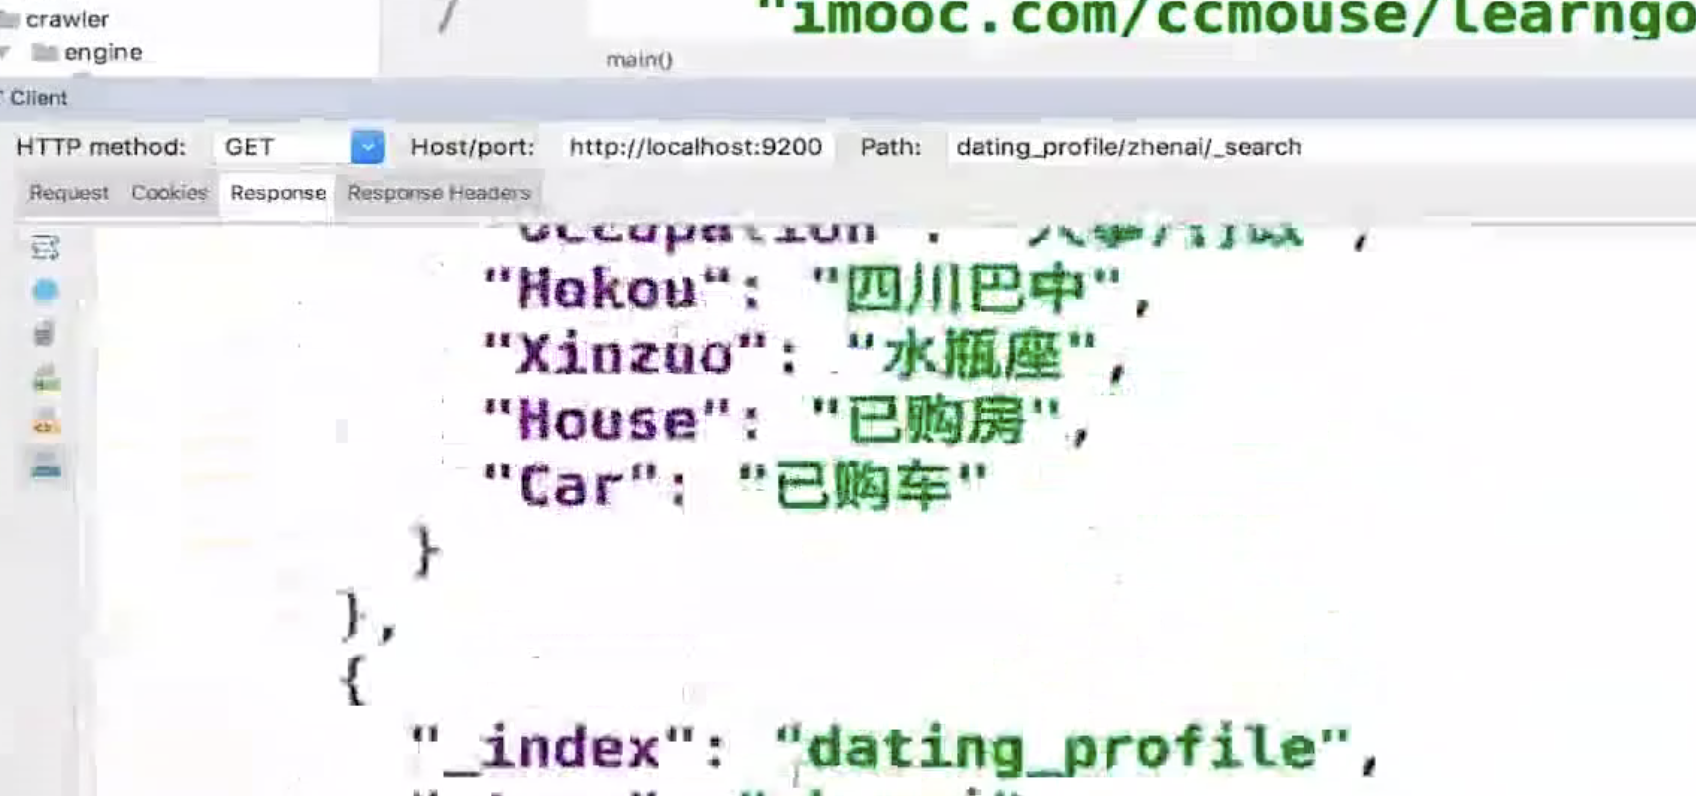 crawler
engine
"imooc.com/ccmouse/learngo
main()
Client
HTTP method: GET Host/port: http://localhost:9200 Path: dating_profile/zhenai/_search
Request Cookies Response Response Headers
"Hokou": "四川巴中",
"Xinzuo": "水瓶座",
"House": "已购房",
"Car": "已购车"
}
},
{
"_index": "dating_profile",